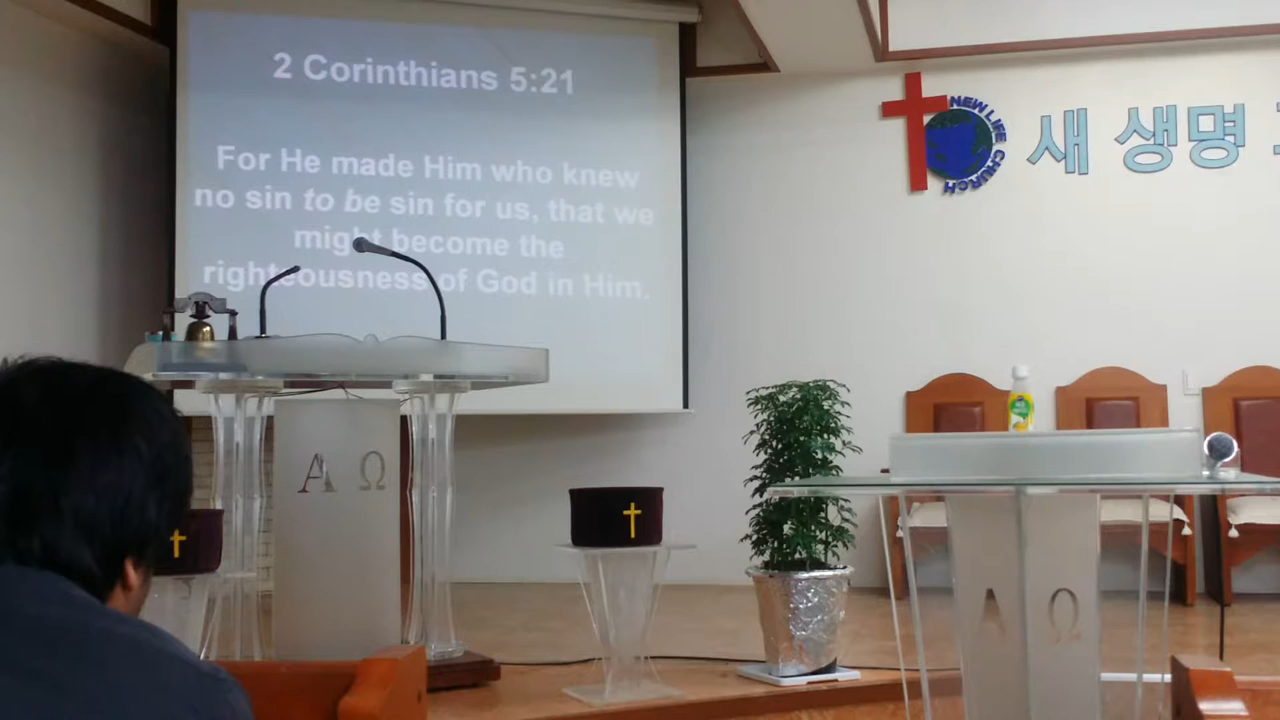 2 Corinthians 5:21
For He made Him who knew
no sin to be sin for us, that we
might become the
righteousness of God in Him.
NEW LIFE CHURCH
새 생명
Α Ω
Α Ω